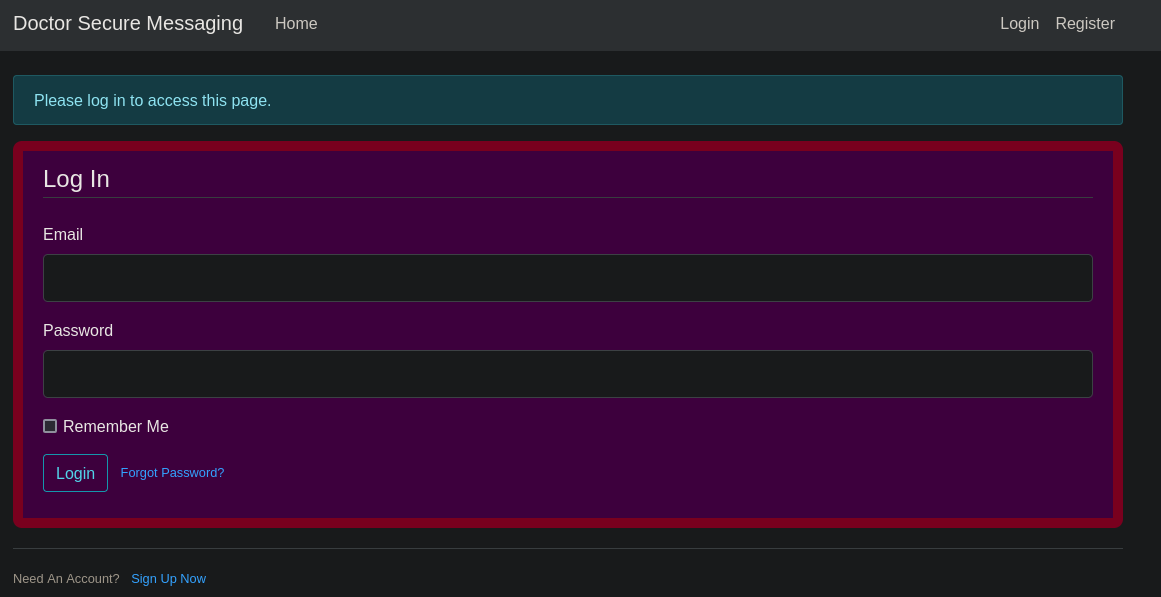 Doctor Secure Messaging Home Login Register
Please log in to access this page.
Log In
Email
Password
Remember Me
Login Forgot Password?
Need An Account? Sign Up Now